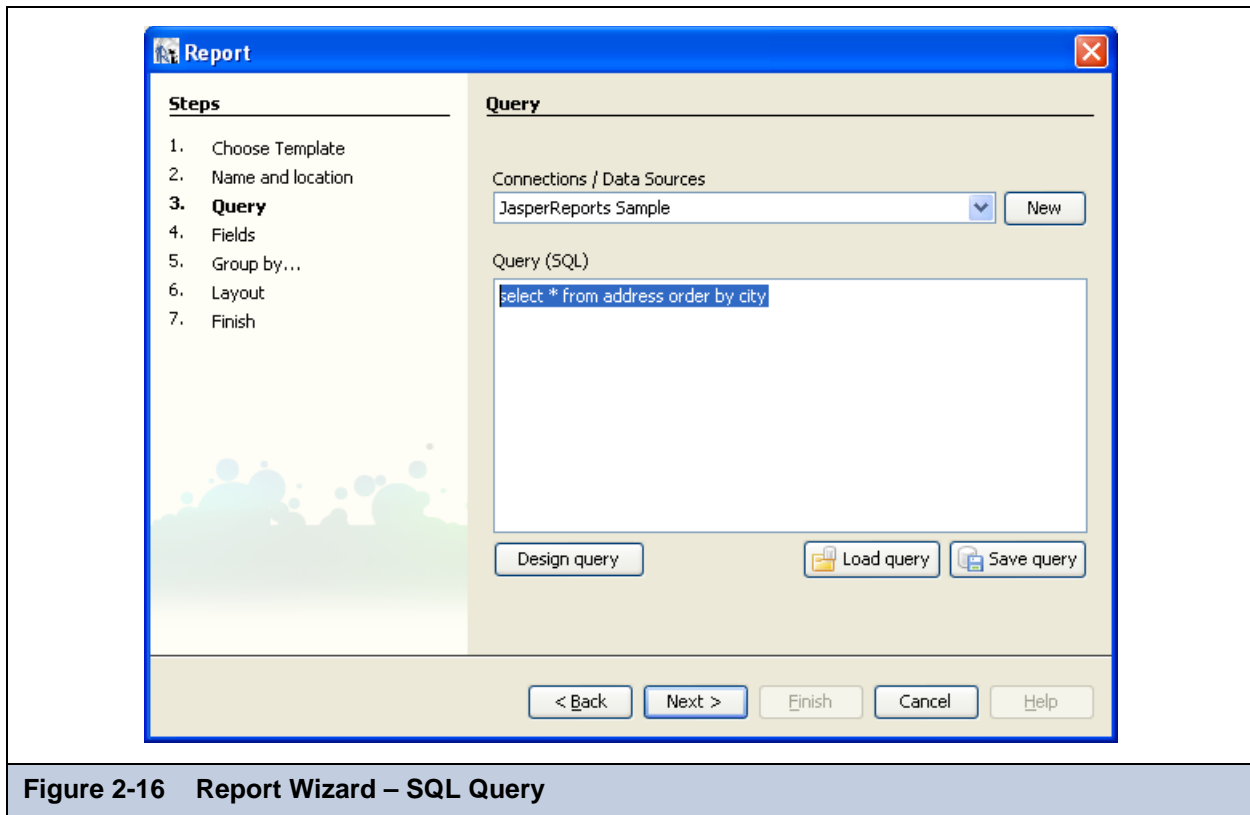 Report
Steps
1. Choose Template
2. Name and location
3. Query
4. Fields
5. Group by...
6. Layout
7. Finish
Query
Connections / Data Sources
JasperReports Sample
New
Query (SQL)
select * from address order by city
Design query
Load query
Save query
< Back
Next >
Finish
Cancel
Help
Figure 2-16 Report Wizard – SQL Query